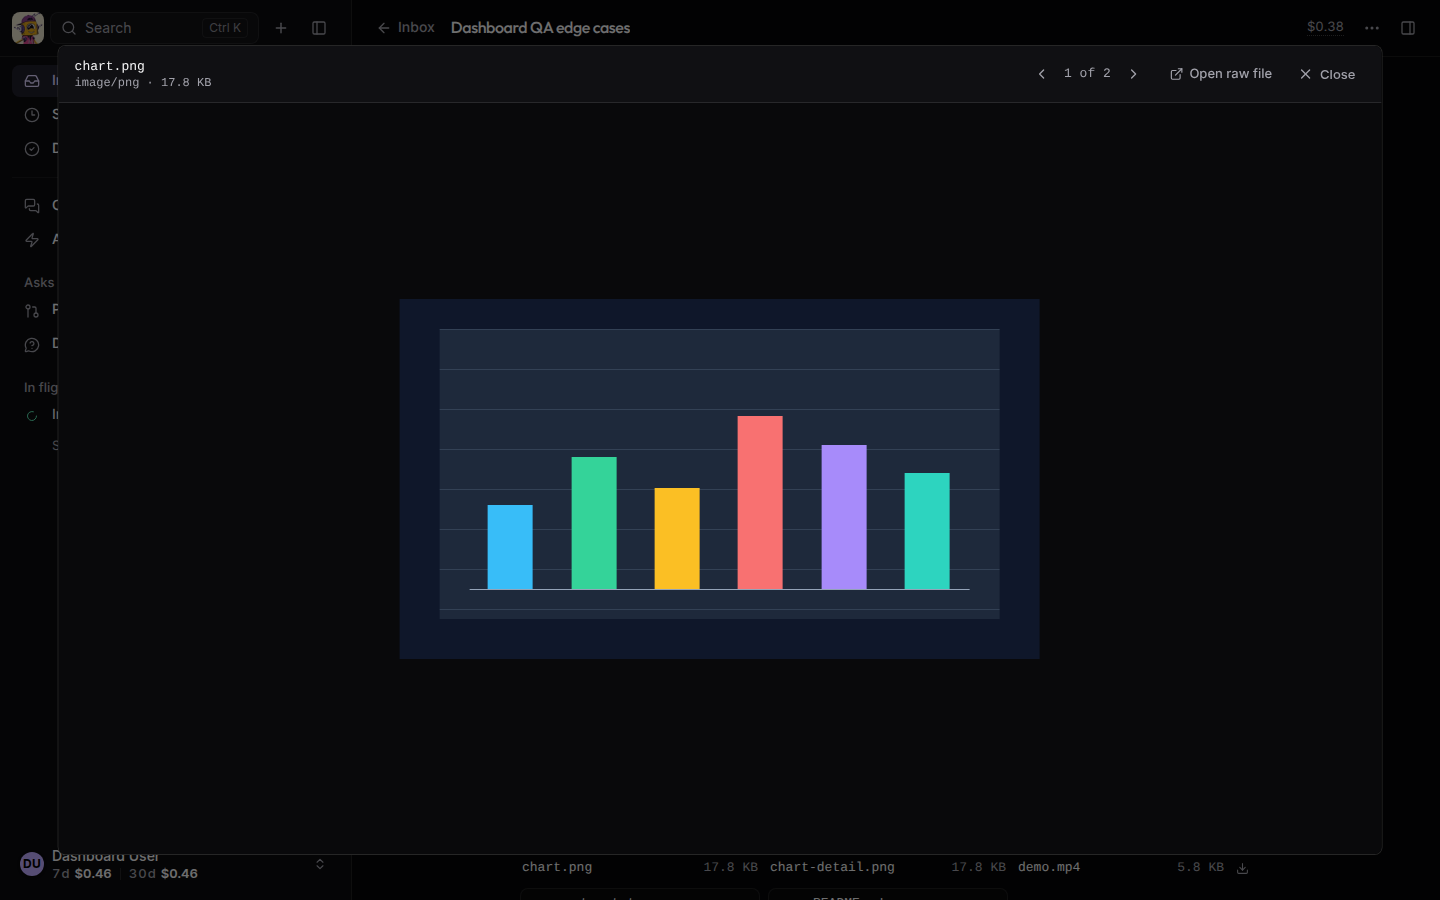 Search
Ctrl K
Inbox
Dashboard QA edge cases
$0.38
chart.png
image/png · 17.8 KB
1 of 2
Open raw file
Close
Asks
In flig
DU
Dashboard User
7d $0.46
30d $0.46
chart.png
17.8 KB
chart-detail.png
17.8 KB
demo.mp4
5.8 KB